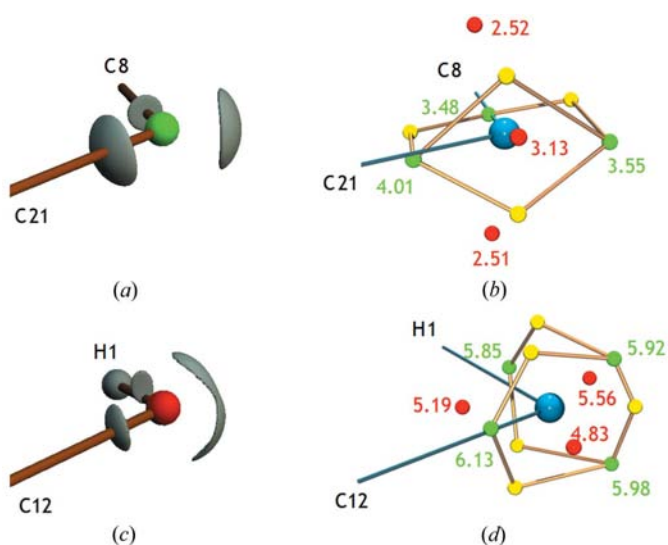 C8
C21
(a)
2.52
C8
3.48
3.13
3.55
C21
4.01
2.51
(b)
H1
C12
(c)
H1
5.85
5.92
5.19
5.56
4.83
6.13
5.98
C12
(d)